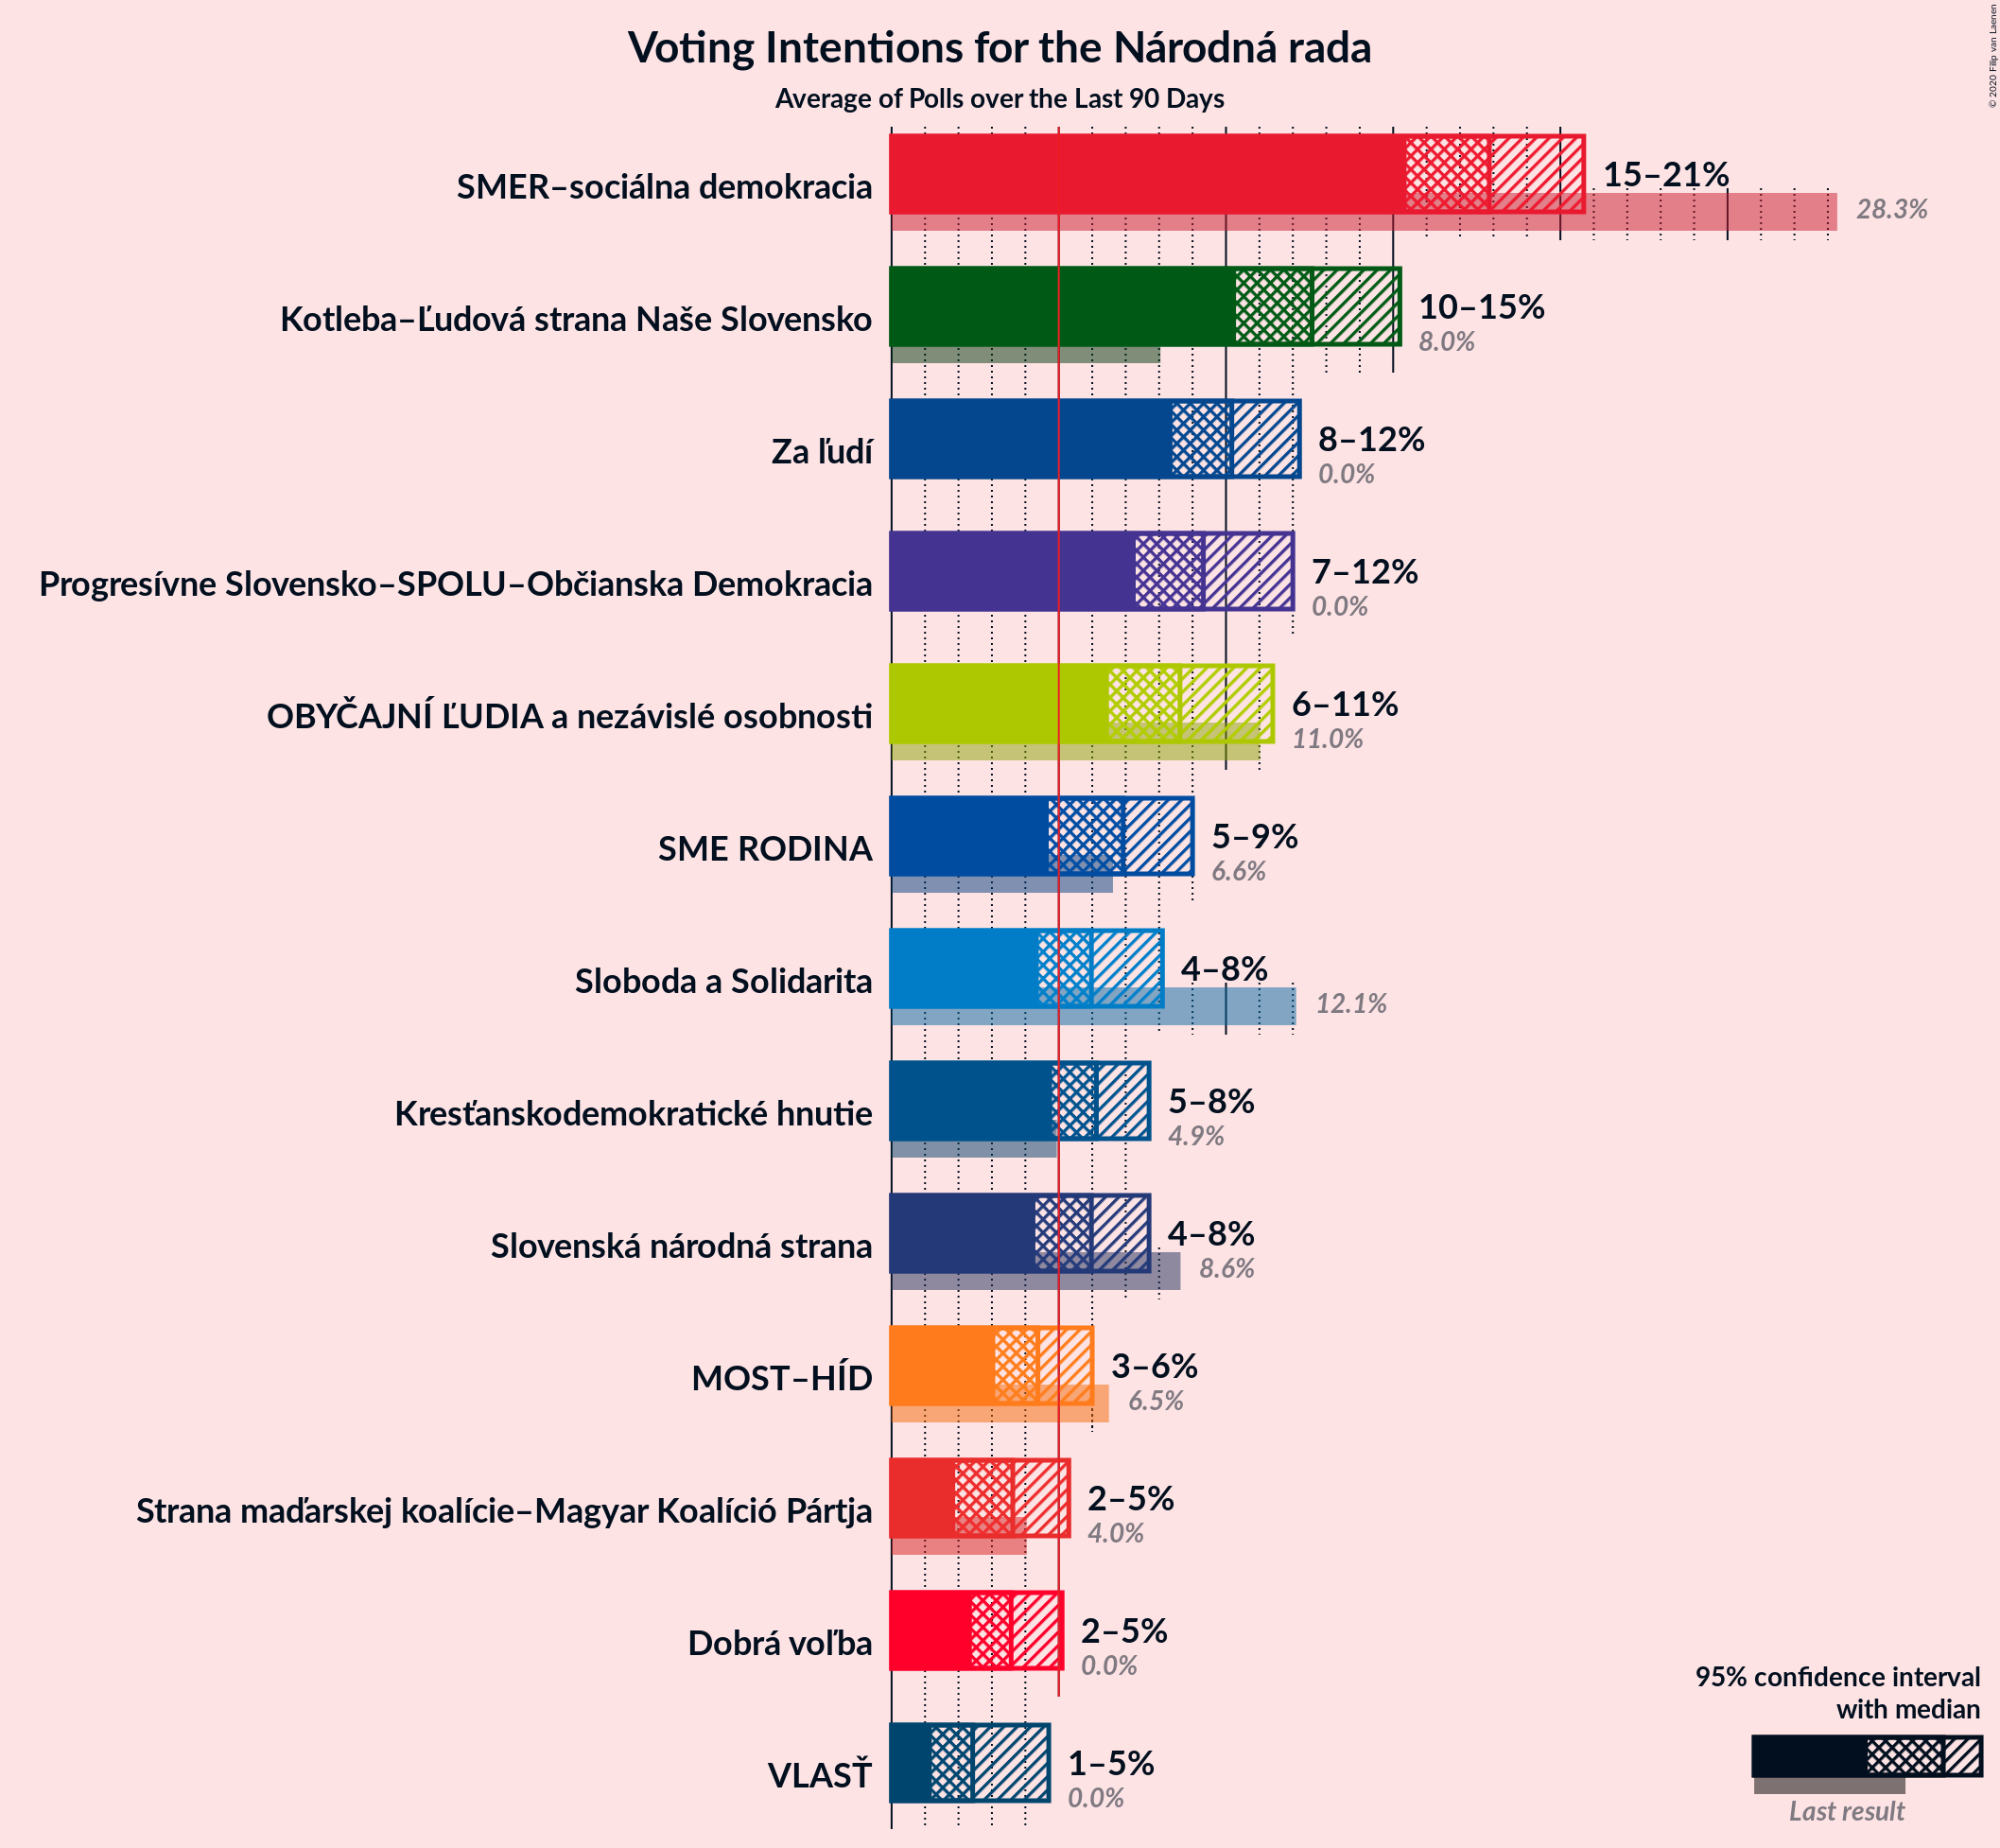 Voting Intentions for the Národná rada
Average of Polls over the Last 90 Days
© 2020 Filip van Laenen
SMER–sociálna demokracia
15–21%
28.3%
Kotleba–Ľudová strana Naše Slovensko
10–15%
8.0%
Za ľudí
8–12%
0.0%
Progresívne Slovensko–SPOLU–Občianska Demokracia
7–12%
0.0%
OBYČAJNÍ ĽUDIA a nezávislé osobnosti
6–11%
11.0%
SME RODINA
5–9%
6.6%
Sloboda a Solidarita
4–8%
12.1%
Kresťanskodemokratické hnutie
5–8%
4.9%
Slovenská národná strana
4–8%
8.6%
MOST–HÍD
3–6%
6.5%
Strana maďarskej koalície–Magyar Koalíció Pártja
2–5%
4.0%
Dobrá voľba
2–5%
0.0%
VLASŤ
1–5%
0.0%
95% confidence interval
with median
Last result